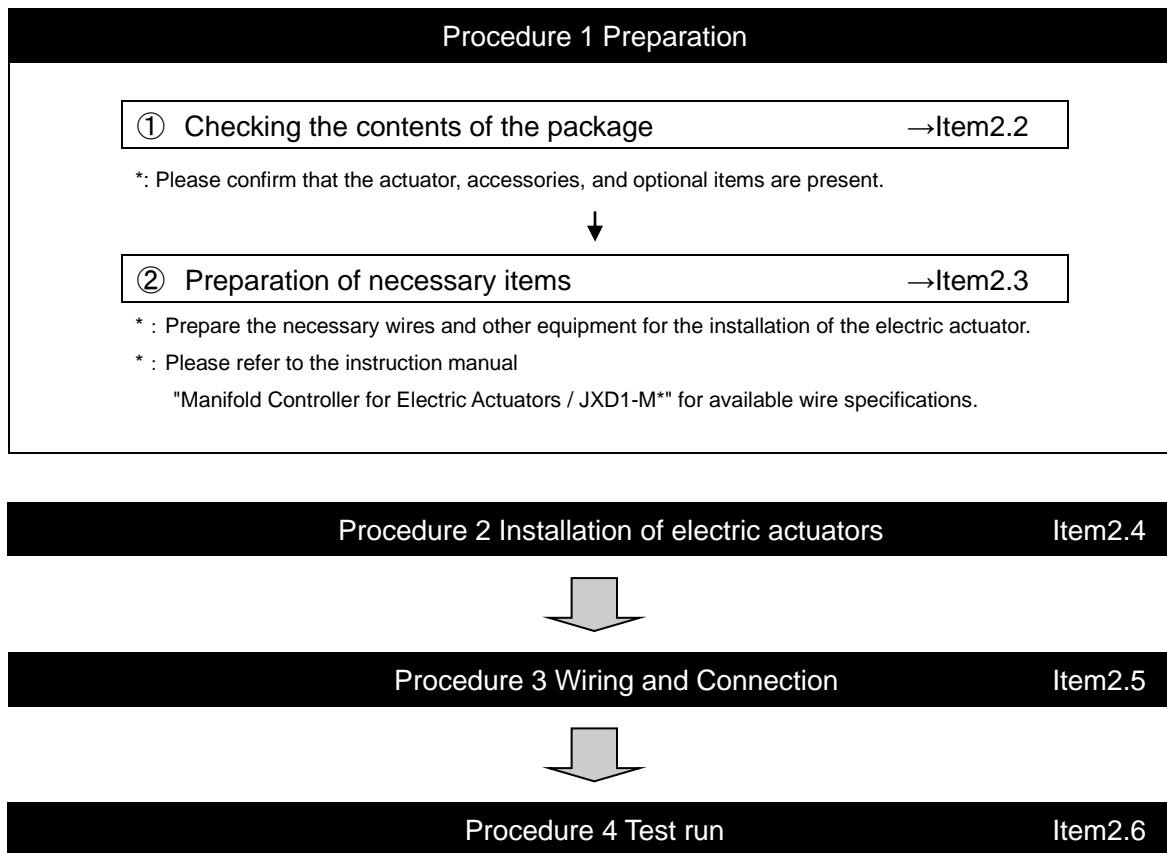 Procedure 1 Preparation
① Checking the contents of the package →Item2.2
*: Please confirm that the actuator, accessories, and optional items are present.
② Preparation of necessary items →Item2.3
*：Prepare the necessary wires and other equipment for the installation of the electric actuator.
*：Please refer to the instruction manual
"Manifold Controller for Electric Actuators / JXD1-M*" for available wire specifications.
Procedure 2 Installation of electric actuators Item2.4
Procedure 3 Wiring and Connection Item2.5
Procedure 4 Test run Item2.6